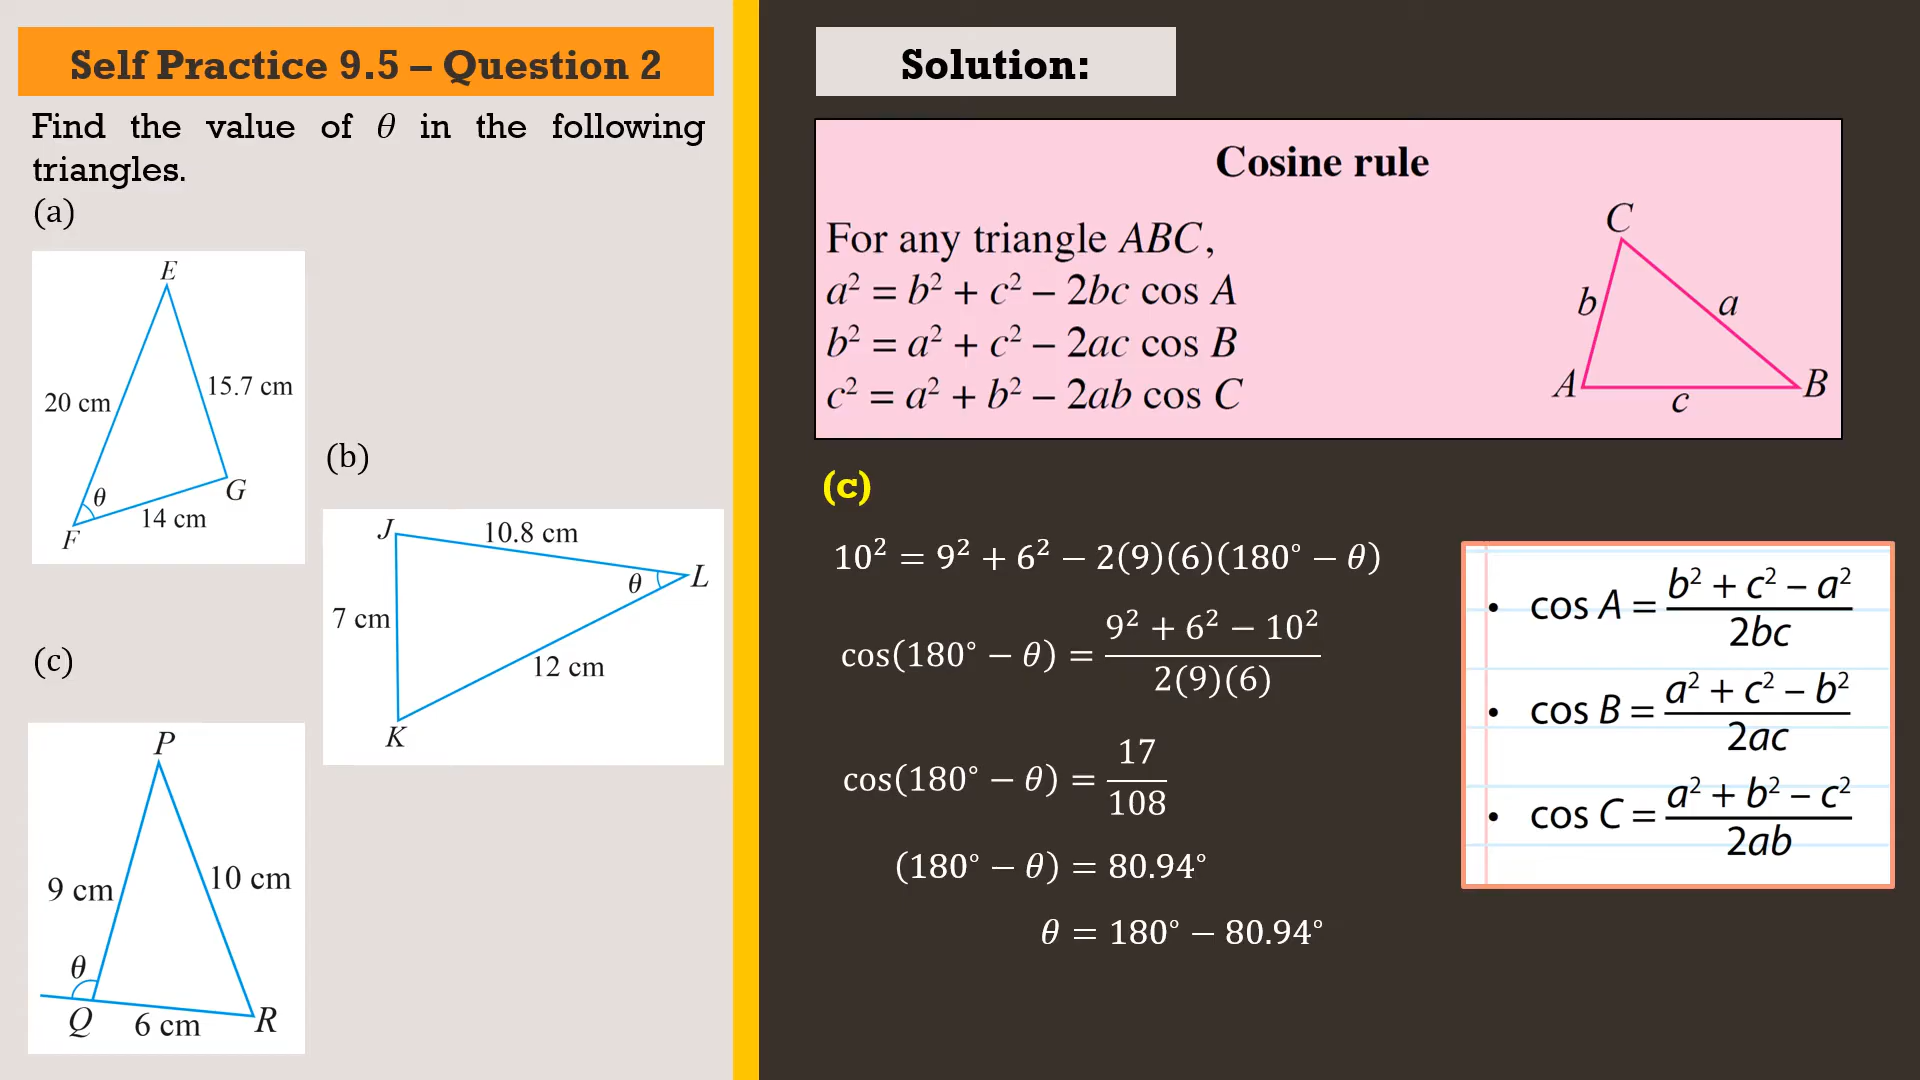 Self Practice 9.5 – Question 2
Find the value of θ in the following
triangles.
(a)
E
20 cm
15.7 cm
θ
G
14 cm
F
(b)
J
10.8 cm
θ
L
7 cm
12 cm
K
(c)
P
9 cm
10 cm
θ
Q
6 cm
R
Solution:
Cosine rule
For any triangle ABC,
a² = b² + c² – 2bc cos A
b² = a² + c² – 2ac cos B
c² = a² + b² – 2ab cos C
C
b
a
A
B
c
(c)
10² = 9² + 6² − 2(9)(6)(180° − θ)
cos(180° − θ) = (9² + 6² − 10²)/(2(9)(6))
cos(180° − θ) = 17/108
(180° − θ) = 80.94°
θ = 180° − 80.94°
• cos A = (b² + c² – a²)/(2bc)
• cos B = (a² + c² – b²)/(2ac)
• cos C = (a² + b² – c²)/(2ab)